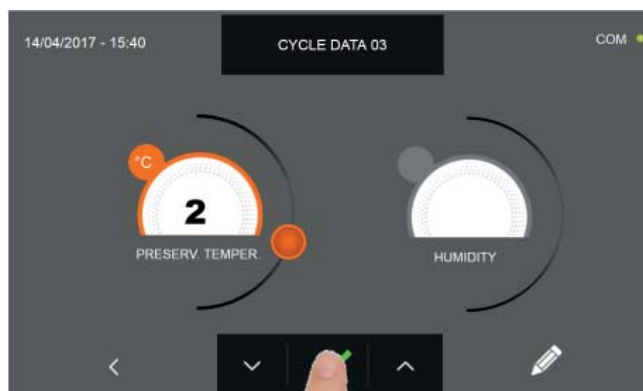 14/04/2017 - 15:40
CYCLE DATA 03
COM
°C
2
PRESERV. TEMPER.
HUMIDITY